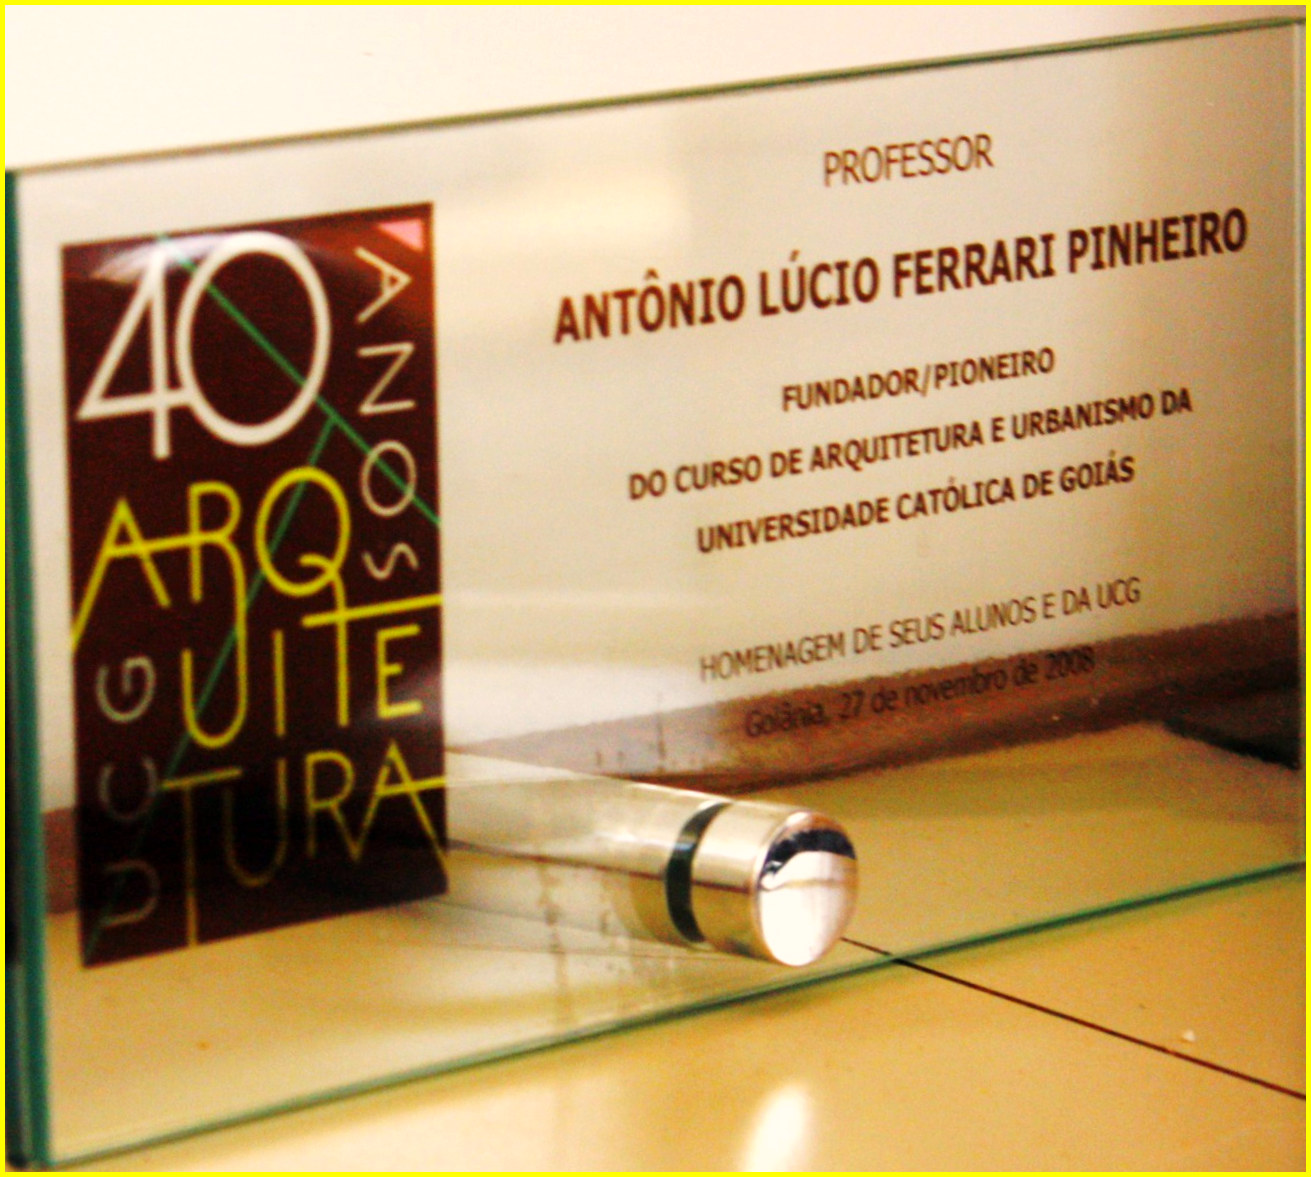 40
ANOS
ARQ
UITE
TURA
UCG
PROFESSOR
ANTÔNIO LÚCIO FERRARI PINHEIRO
FUNDADOR/PIONEIRO
DO CURSO DE ARQUITETURA E URBANISMO DA
UNIVERSIDADE CATÓLICA DE GOIÁS
HOMENAGEM DE SEUS ALUNOS E DA UCG
Goiânia, 27 de novembro de 2008